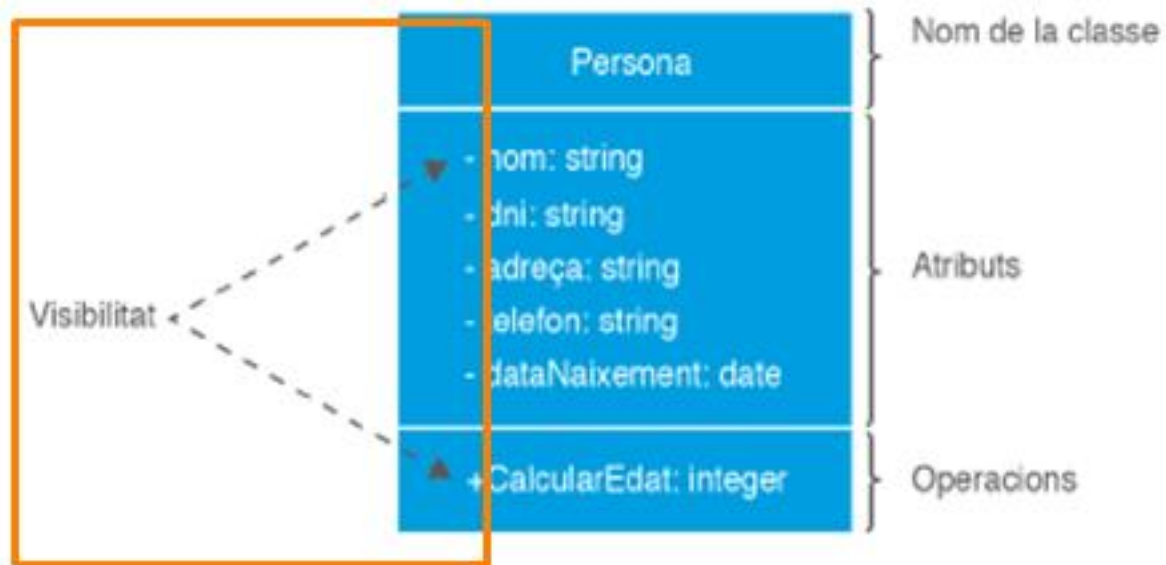 Nom de la classe
Persona
- nom: string
- dni: string
- adreça: string
- telefon: string
- dataNaixement: date
Atributs
Visibilitat
+CalcularEdat: integer
Operacions